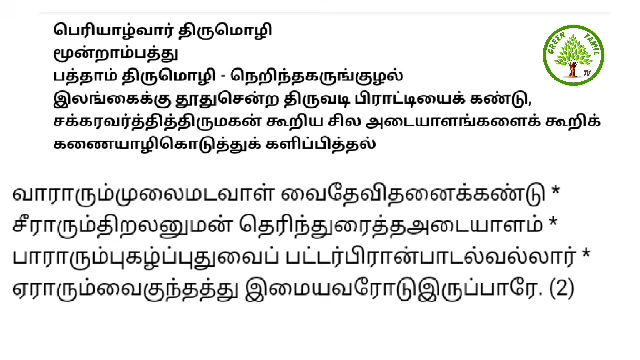 பெரியாழ்வார் திருமொழி
மூன்றாம்பத்து
பத்தாம் திருமொழி - நெறிந்தகருங்குழல்
இலங்கைக்கு தூதுசென்ற திருவடி பிராட்டியைக் கண்டு,
சக்கரவர்த்தித்திருமகன் கூறிய சில அடையாளங்களைக் கூறிக்
கணையாழிகொடுத்துக் களிப்பித்தல்
GREEN TAMIL TV
வாராரும்முலைமடவாள் வைதேவிதனைக்கண்டு *
சீராரும்திறலனுமன் தெரிந்துரைத்தஅடையாளம் *
பாராரும்புகழ்ப்புதுவைப் பட்டர்பிரான்பாடல்வல்லார் *
ஏராரும்வைகுந்தத்து இமையவரோடுஇருப்பாரே. (2)